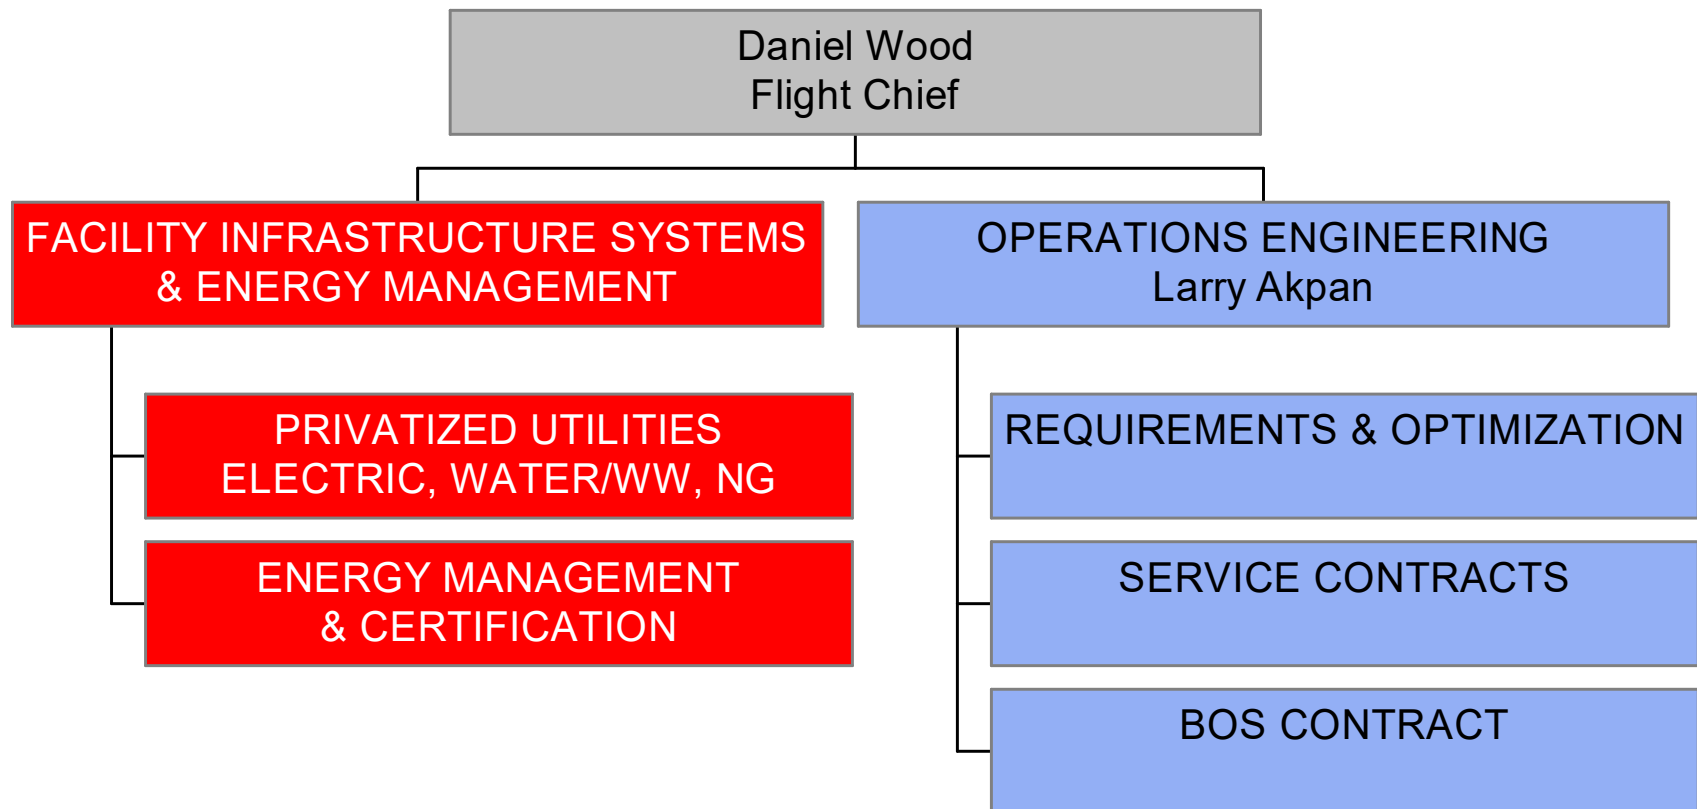 Daniel Wood
Flight Chief
FACILITY INFRASTRUCTURE SYSTEMS
& ENERGY MANAGEMENT
OPERATIONS ENGINEERING
Larry Akpan
PRIVATIZED UTILITIES
ELECTRIC, WATER/WW, NG
REQUIREMENTS & OPTIMIZATION
ENERGY MANAGEMENT
& CERTIFICATION
SERVICE CONTRACTS
BOS CONTRACT